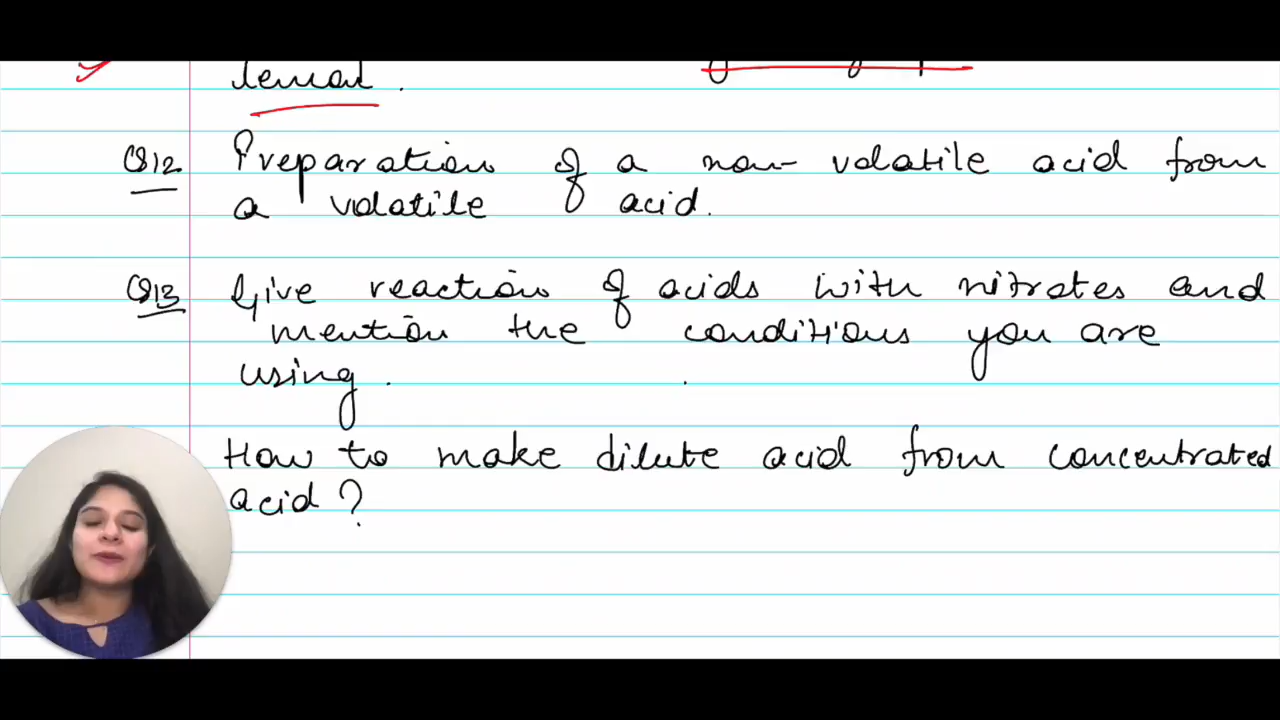 lemon.
Q12 Preparation of a non-volatile acid from
a volatile acid.
Q13 Give reaction of acids with nitrates and
mention the conditions you are
using.
How to make dilute acid from concentrated
acid?